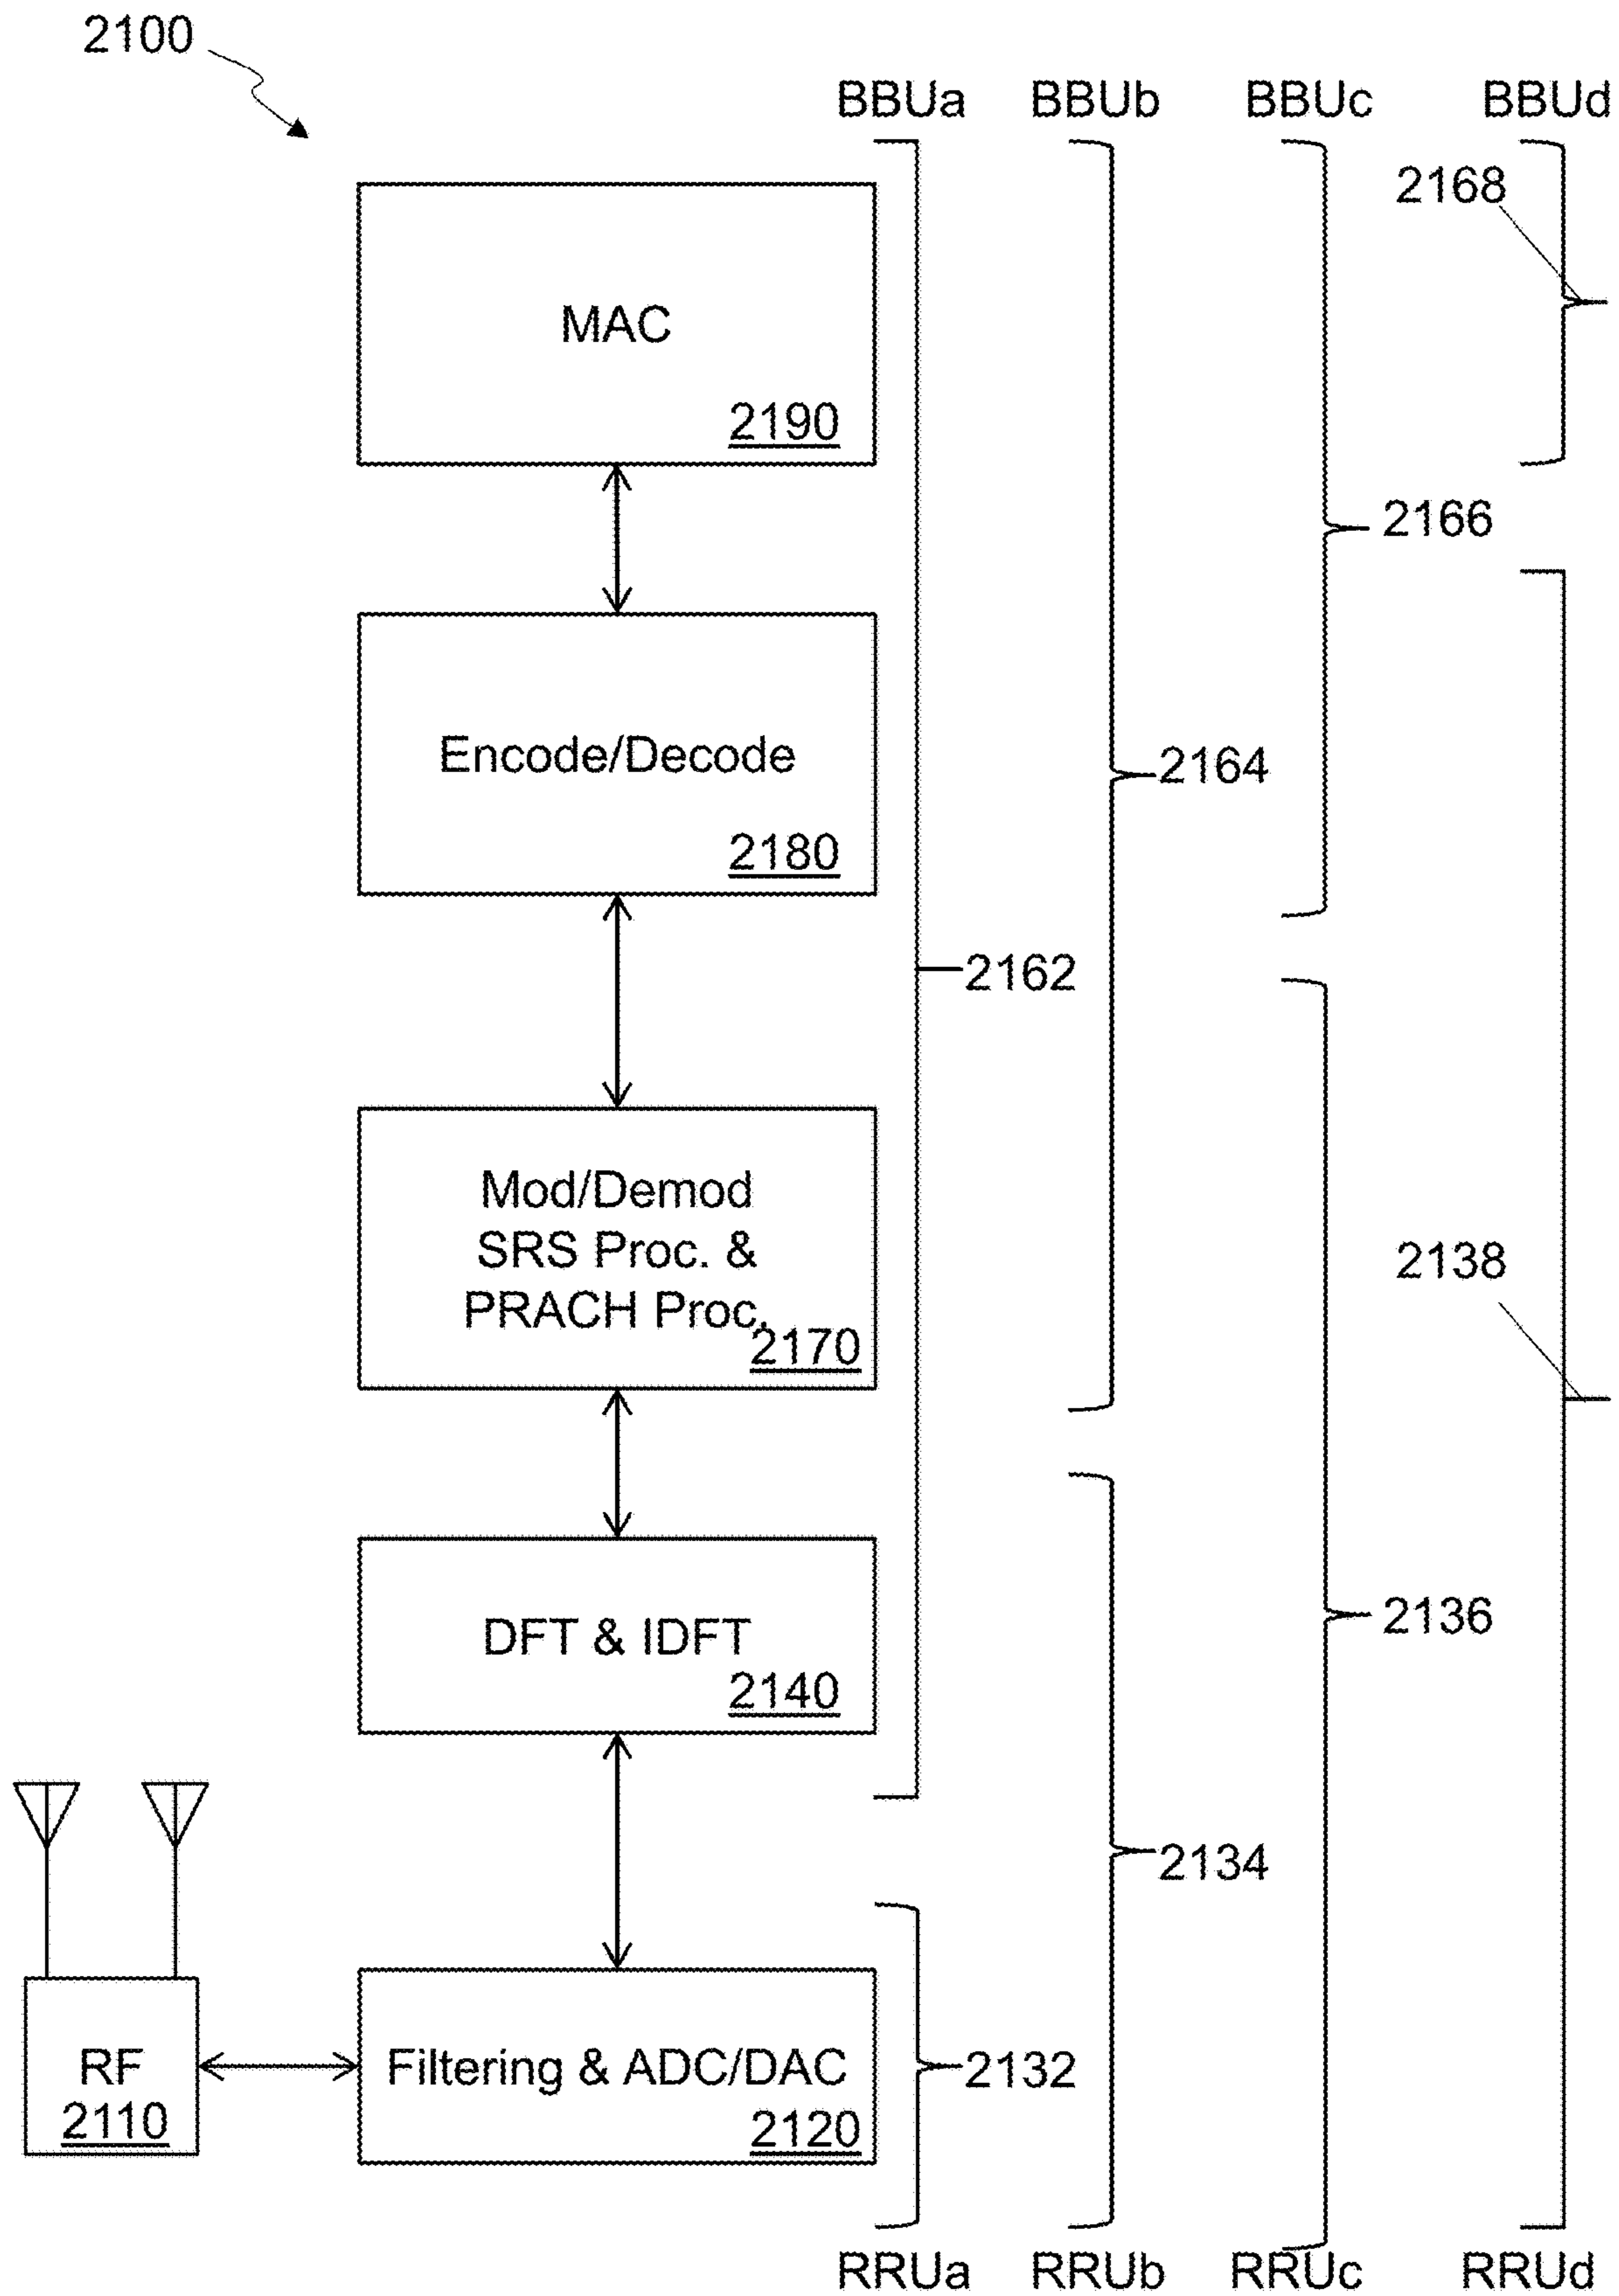 2100
BBUa BBUb BBUc BBUd
2168
MAC
2190
2166
Encode/Decode
2164
2180
2162
Mod/Demod
SRS Proc. &
PRACH Proc.
2170
2138
DFT & IDFT
2136
2140
2134
RF
2110
Filtering & ADC/DAC
2120
2132
RRUa RRUb RRUc RRUd